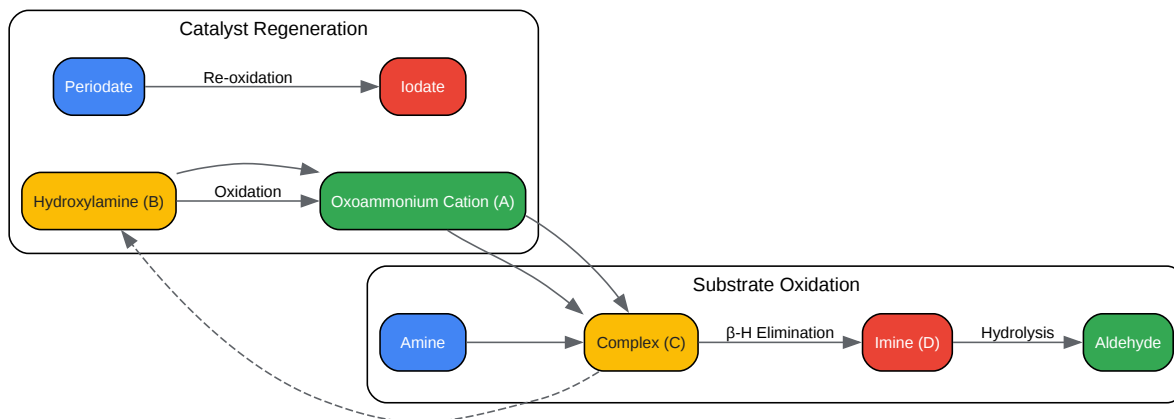 Catalyst Regeneration
Periodate
Re-oxidation
Iodate
Hydroxylamine (B)
Oxidation
Oxoammonium Cation (A)
Substrate Oxidation
Amine
Complex (C)
β-H Elimination
Imine (D)
Hydrolysis
Aldehyde